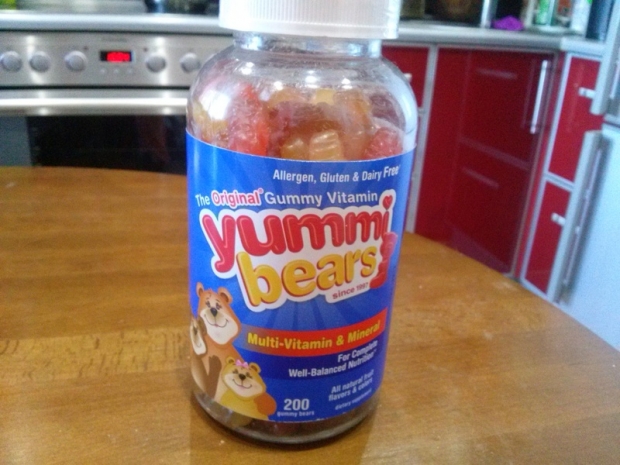 Allergen, Gluten & Dairy Free
The Original Gummy Vitamin
yummi
bears
since 1997
Multi-Vitamin & Mineral
For Complete
Well-Balanced Nutrition
All natural fruit
flavors & colors
200
gummy bears